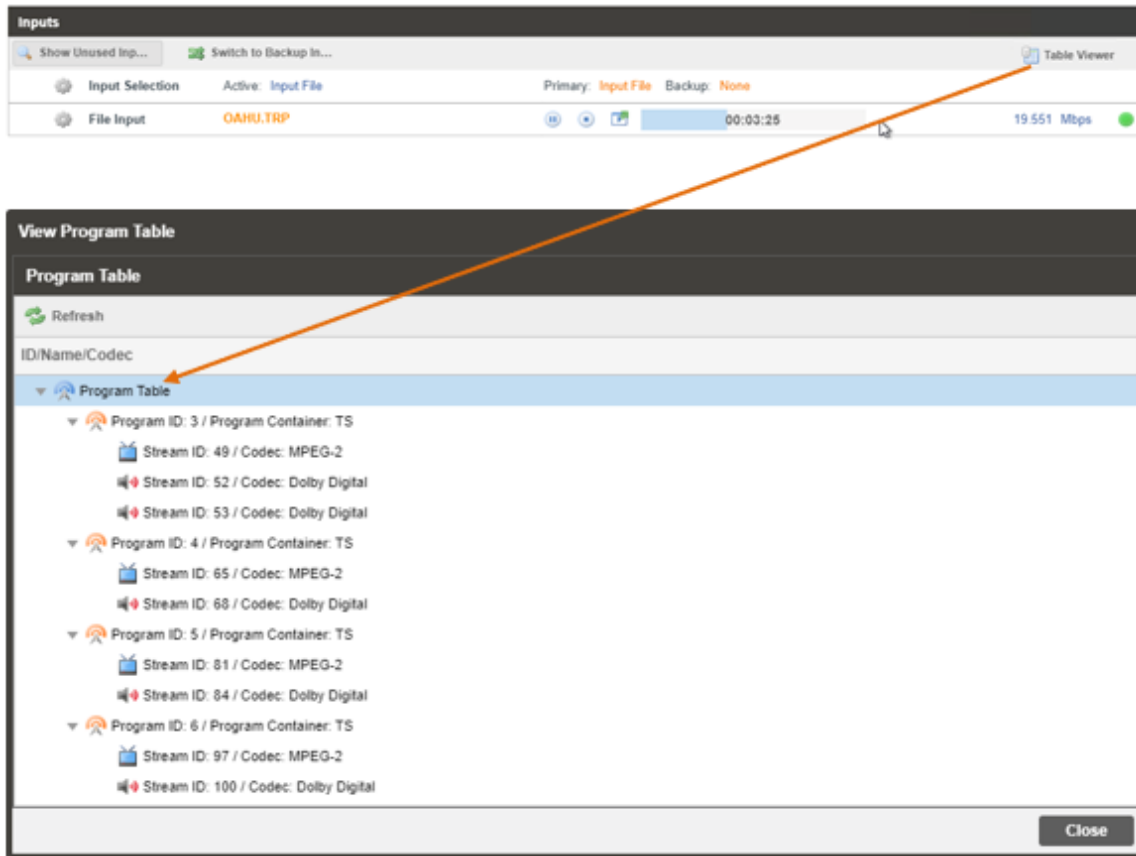 Inputs
Show Unused Inp... Switch to Backup In... Table Viewer
Input Selection Active: Input File Primary: Input File Backup: None
File Input OAHU.TRP 00:03:25 19.551 Mbps
View Program Table
Program Table
Refresh
ID/Name/Codec
Program Table
Program ID: 3 / Program Container: TS
Stream ID: 49 / Codec: MPEG-2
Stream ID: 52 / Codec: Dolby Digital
Stream ID: 53 / Codec: Dolby Digital
Program ID: 4 / Program Container: TS
Stream ID: 65 / Codec: MPEG-2
Stream ID: 68 / Codec: Dolby Digital
Program ID: 5 / Program Container: TS
Stream ID: 81 / Codec: MPEG-2
Stream ID: 84 / Codec: Dolby Digital
Program ID: 6 / Program Container: TS
Stream ID: 97 / Codec: MPEG-2
Stream ID: 100 / Codec: Dolby Digital
Close